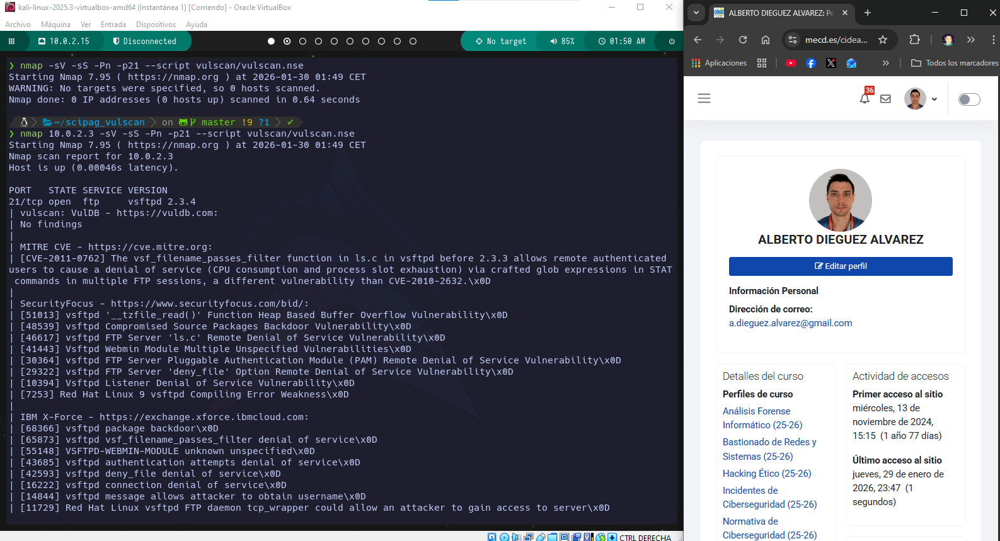 kali-linux-2025.3-virtualbox-amd64 (Instantánea 1) [Corriendo] - Oracle VirtualBox
Archivo Máquina Ver Entrada Dispositivos Ayuda
10.0.2.15 Disconnected No target 85% 01:50 AM
❯ nmap -sV -sS -Pn -p21 --script vulscan/vulscan.nse
Starting Nmap 7.95 ( https://nmap.org ) at 2026-01-30 01:49 CET
WARNING: No targets were specified, so 0 hosts scanned.
Nmap done: 0 IP addresses (0 hosts up) scanned in 0.64 seconds
~/scipag_vulscan on master !9 ?1 ✔
❯ nmap 10.0.2.3 -sV -sS -Pn -p21 --script vulscan/vulscan.nse
Starting Nmap 7.95 ( https://nmap.org ) at 2026-01-30 01:49 CET
Nmap scan report for 10.0.2.3
Host is up (0.00046s latency).
PORT   STATE SERVICE VERSION
21/tcp open  ftp     vsftpd 2.3.4
| vulscan: VulDB - https://vuldb.com:
| No findings
|
| MITRE CVE - https://cve.mitre.org:
| [CVE-2011-0762] The vsf_filename_passes_filter function in ls.c in vsftpd before 2.3.3 allows remote authenticated
users to cause a denial of service (CPU consumption and process slot exhaustion) via crafted glob expressions in STAT
commands in multiple FTP sessions, a different vulnerability than CVE-2010-2632.\x0D
|
| SecurityFocus - https://www.securityfocus.com/bid/:
| [51013] vsftpd '__tzfile_read()' Function Heap Based Buffer Overflow Vulnerability\x0D
| [48539] vsftpd Compromised Source Packages Backdoor Vulnerability\x0D
| [46617] vsftpd FTP Server 'ls.c' Remote Denial of Service Vulnerability\x0D
| [41443] Vsftpd Webmin Module Multiple Unspecified Vulnerabilities\x0D
| [30364] vsftpd FTP Server Pluggable Authentication Module (PAM) Remote Denial of Service Vulnerability\x0D
| [29322] vsftpd FTP Server 'deny_file' Option Remote Denial of Service Vulnerability\x0D
| [10394] Vsftpd Listener Denial of Service Vulnerability\x0D
| [7253] Red Hat Linux 9 vsftpd Compiling Error Weakness\x0D
|
| IBM X-Force - https://exchange.xforce.ibmcloud.com:
| [68366] vsftpd package backdoor\x0D
| [65873] vsftpd vsf_filename_passes_filter denial of service\x0D
| [55148] VSFTPD-WEBMIN-MODULE unknown unspecified\x0D
| [43685] vsftpd authentication attempts denial of service\x0D
| [42593] vsftpd deny_file denial of service\x0D
| [16222] vsftpd connection denial of service\x0D
| [14844] vsftpd message allows attacker to obtain username\x0D
| [11729] Red Hat Linux vsftpd FTP daemon tcp_wrapper could allow an attacker to gain access to server\x0D
CTRL DERECHA
ALBERTO DIEGUEZ ALVAREZ: Pe
mecd.es/cidea...
Aplicaciones
Todos los marcadores
36
ALBERTO DIEGUEZ ALVAREZ
Editar perfil
Información Personal
Dirección de correo:
a.dieguez.alvarez@gmail.com
Detalles del curso
Perfiles de curso
Análisis Forense
Informático (25-26)
Bastionado de Redes y
Sistemas (25-26)
Hacking Ético (25-26)
Incidentes de
Ciberseguridad (25-26)
Normativa de
Ciberseguridad (25-26)
Actividad de accesos
Primer acceso al sitio
miércoles, 13 de
noviembre de 2024,
15:15 (1 año 77 días)
Último acceso al sitio
jueves, 29 de enero de
2026, 23:47 (1
segundos)